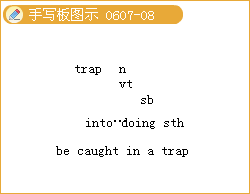 手写板图示 0607-08
trap n
vt
sb
into··doing sth
be caught in a trap